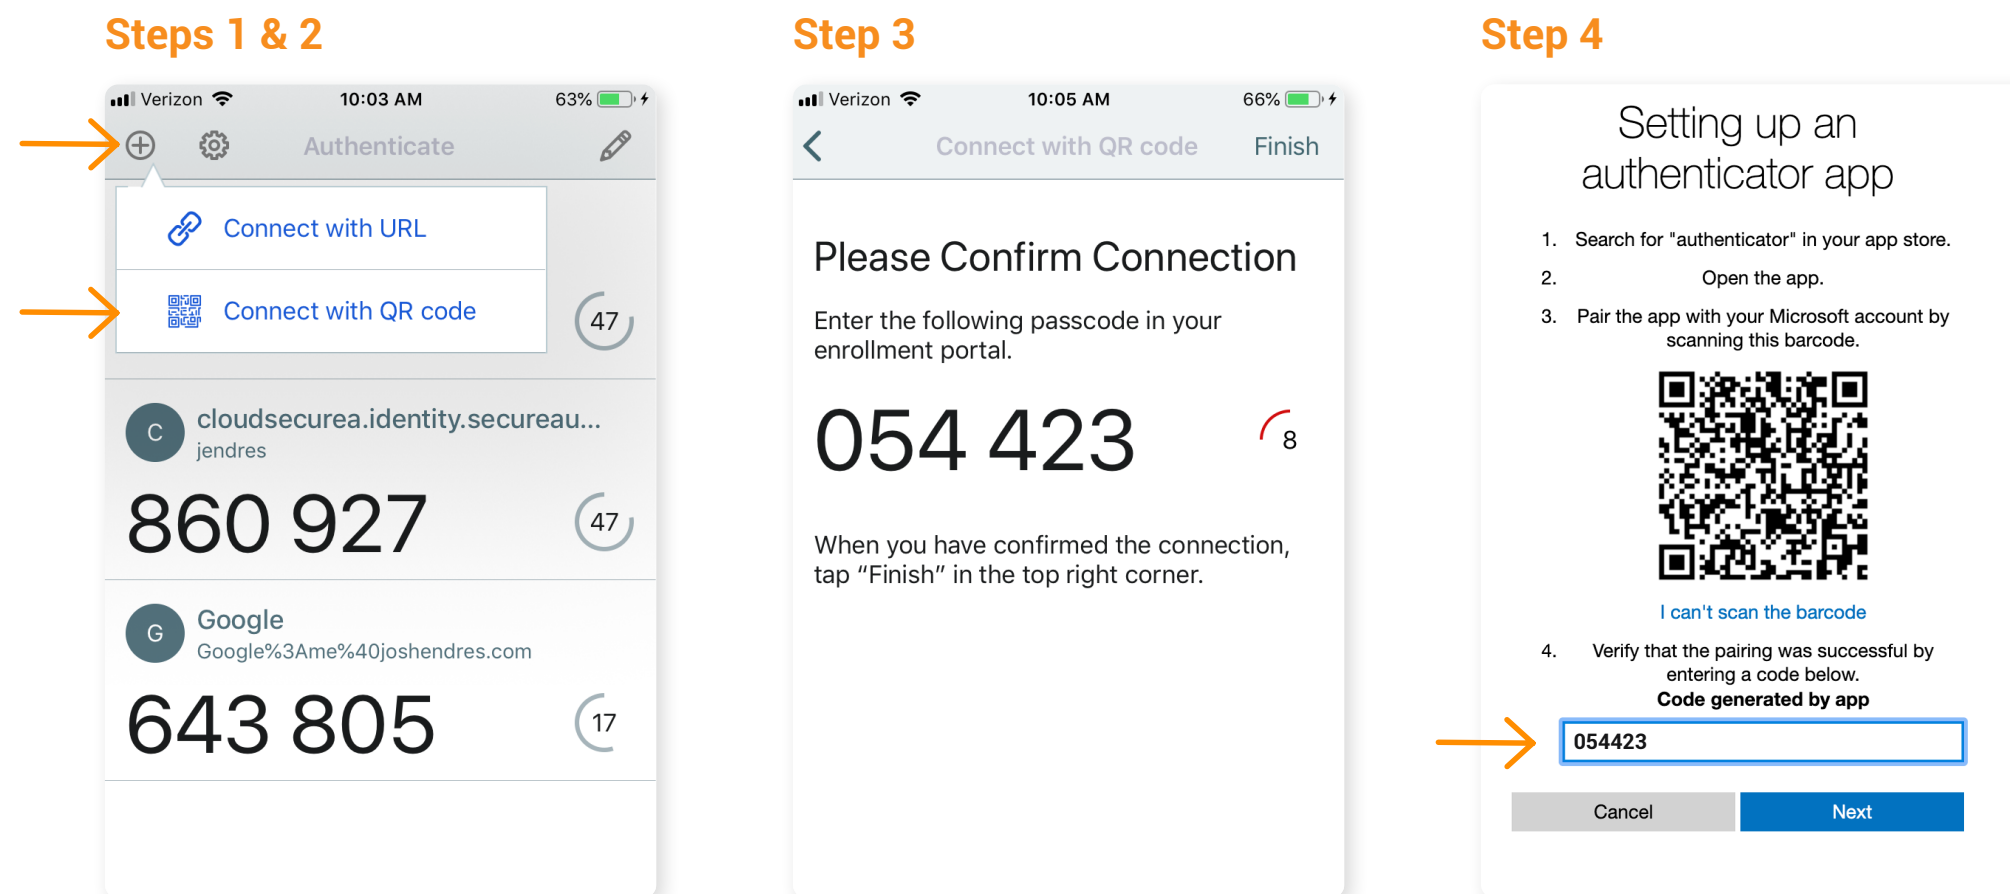 Steps 1 & 2
Verizon 10:03 AM 63%
Authenticate
Connect with URL
Connect with QR code
47
C
cloudsecurea.identity.secureau...
jendres
860 927
47
G
Google
Google%3Ame%40joshendres.com
643 805
17
Step 3
Verizon 10:05 AM 66%
Connect with QR code Finish
Please Confirm Connection
Enter the following passcode in your
enrollment portal.
054 423
8
When you have confirmed the connection,
tap “Finish” in the top right corner.
Step 4
Setting up an
authenticator app
1. Search for "authenticator" in your app store.
2. Open the app.
3. Pair the app with your Microsoft account by
scanning this barcode.
I can't scan the barcode
4. Verify that the pairing was successful by
entering a code below.
Code generated by app
054423
Cancel Next